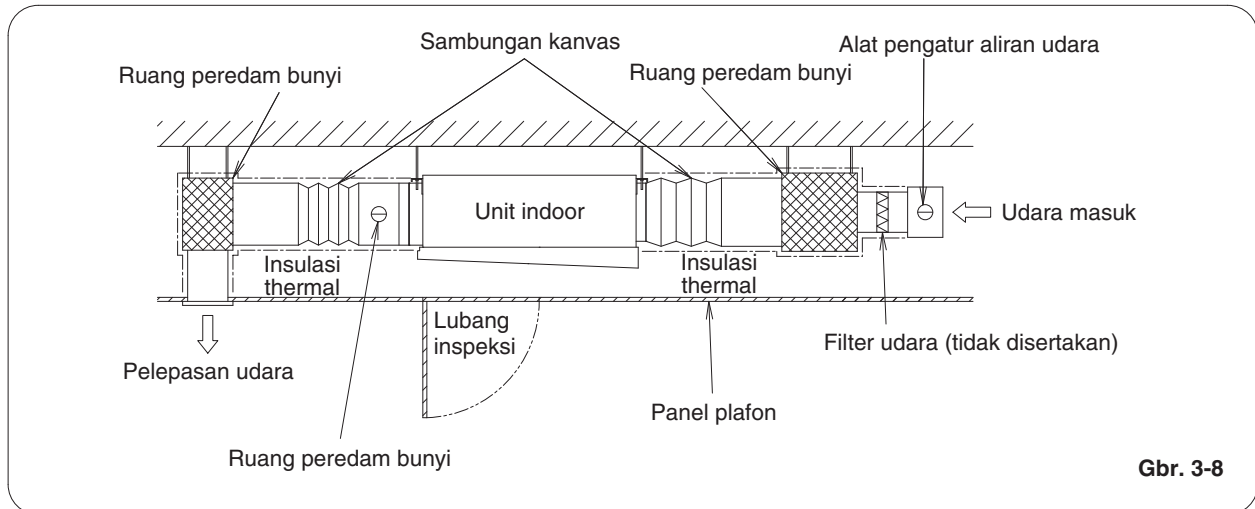 Sambungan kanvas
Alat pengatur aliran udara
Ruang peredam bunyi
Ruang peredam bunyi
Unit indoor
Udara masuk
Insulasi
thermal
Insulasi
thermal
Lubang
inspeksi
Filter udara (tidak disertakan)
Pelepasan udara
Panel plafon
Ruang peredam bunyi
Gbr. 3-8